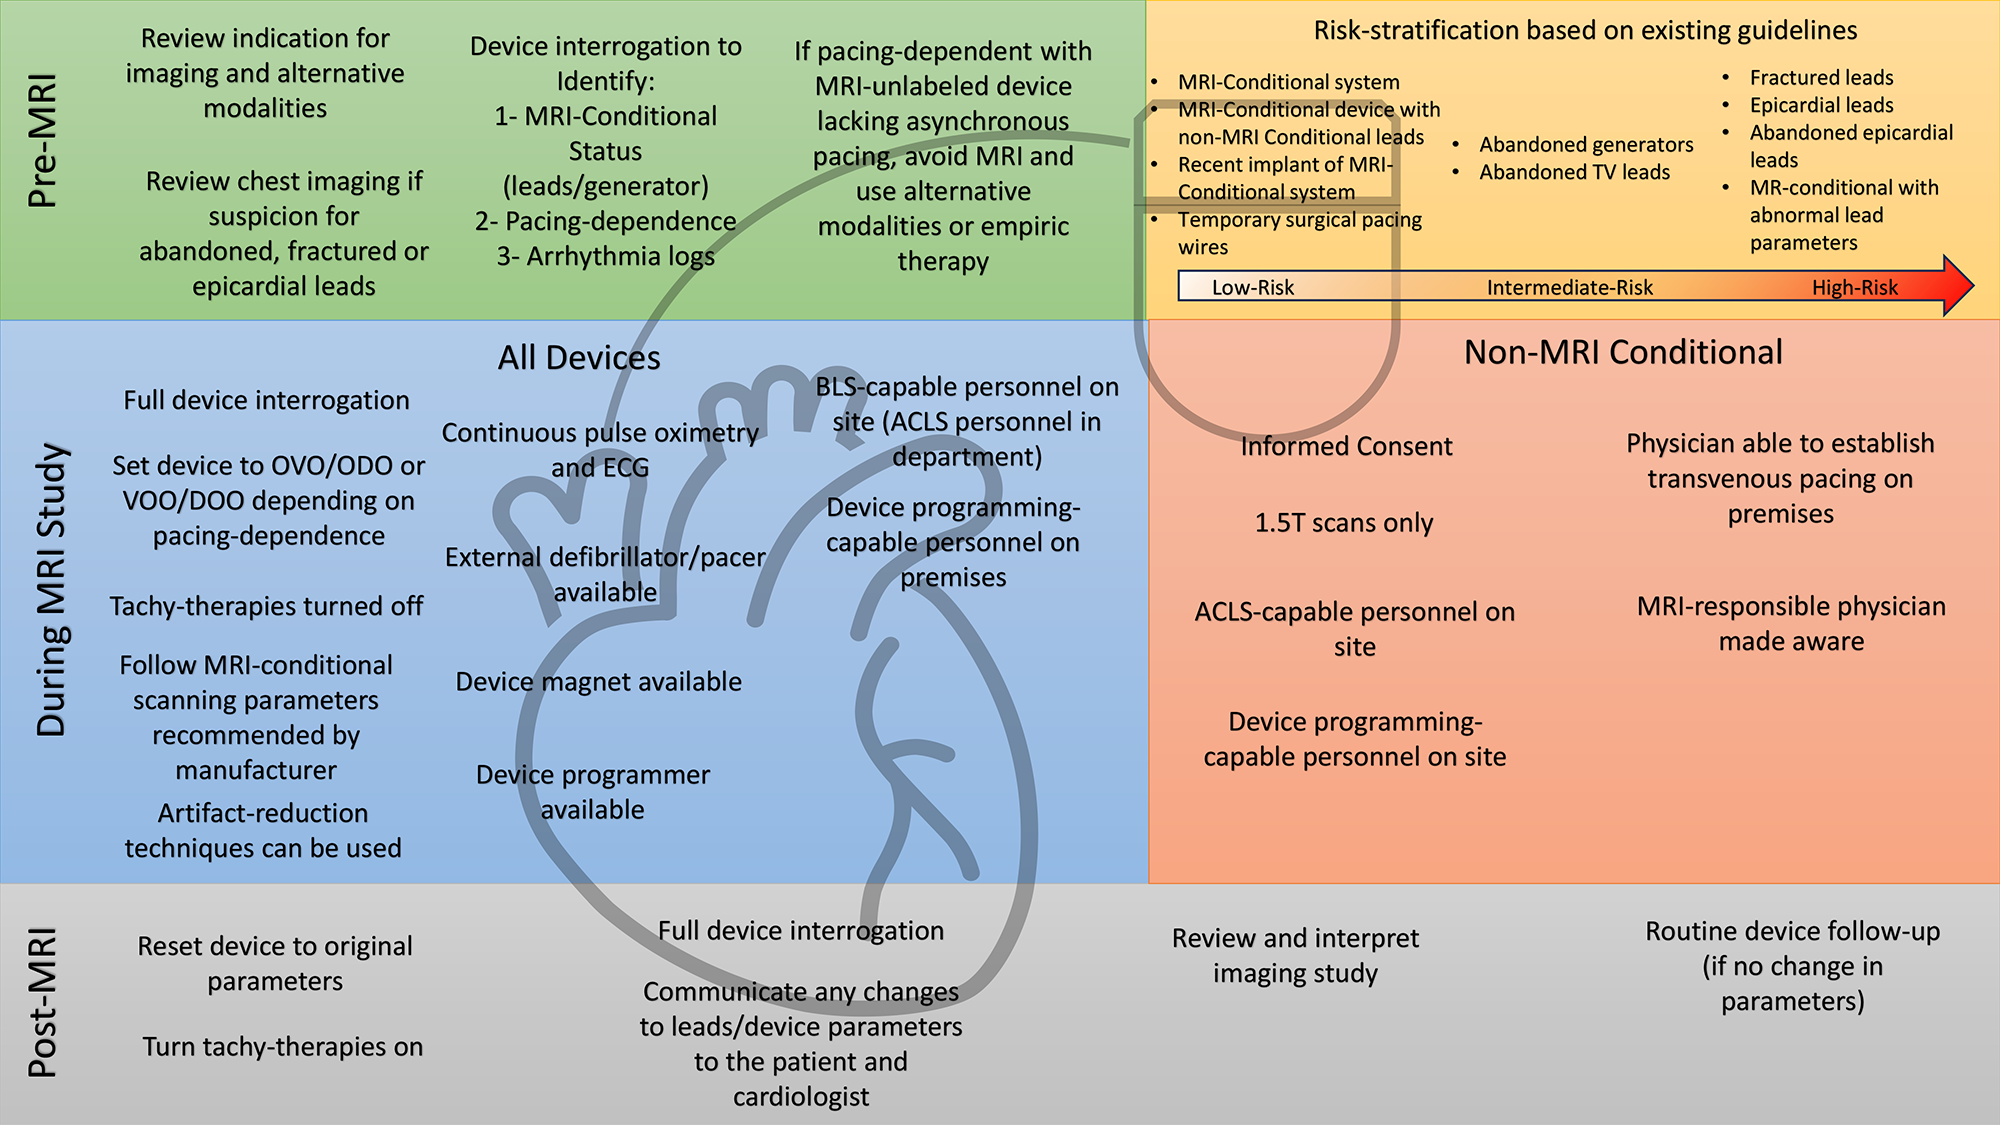 Pre-MRI
Review indication for
imaging and alternative
modalities
Review chest imaging if
suspicion for
abandoned, fractured or
epicardial leads
Device interrogation to
Identify:
1- MRI-Conditional
Status
(leads/generator)
2- Pacing-dependence
3- Arrhythmia logs
If pacing-dependent with
MRI-unlabeled device
lacking asynchronous
pacing, avoid MRI and
use alternative
modalities or empiric
therapy
Risk-stratification based on existing guidelines
• MRI-Conditional system
• MRI-Conditional device with
non-MRI Conditional leads
• Recent implant of MRI-
Conditional system
• Temporary surgical pacing
wires
• Abandoned generators
• Abandoned TV leads
• Fractured leads
• Epicardial leads
• Abandoned epicardial
leads
• MR-conditional with
abnormal lead
parameters
Low-Risk
Intermediate-Risk
High-Risk
During MRI Study
All Devices
Full device interrogation
Set device to OVO/ODO or
VOO/DOO depending on
pacing-dependence
Tachy-therapies turned off
Follow MRI-conditional
scanning parameters
recommended by
manufacturer
Artifact-reduction
techniques can be used
Continuous pulse oximetry
and ECG
External defibrillator/pacer
available
Device magnet available
Device programmer
available
BLS-capable personnel on
site (ACLS personnel in
department)
Device programming-
capable personnel on
premises
Non-MRI Conditional
Informed Consent
1.5T scans only
ACLS-capable personnel on
site
Device programming-
capable personnel on site
Physician able to establish
transvenous pacing on
premises
MRI-responsible physician
made aware
Post-MRI
Reset device to original
parameters
Turn tachy-therapies on
Full device interrogation
Communicate any changes
to leads/device parameters
to the patient and
cardiologist
Review and interpret
imaging study
Routine device follow-up
(if no change in
parameters)